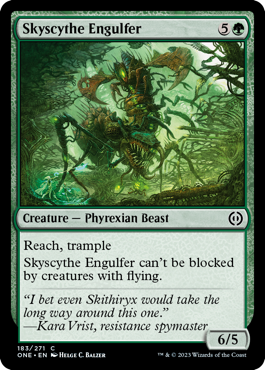 Skyscythe Engulfer 5
Creature — Phyrexian Beast
Reach, trample
Skyscythe Engulfer can't be blocked
by creatures with flying.
“I bet even Skithiryx would take the
long way around this one.”
—Kara Vrist, resistance spymaster
6/5
183/271 C
ONE • EN HELGE C. BALZER
™ & © 2023 Wizards of the Coast